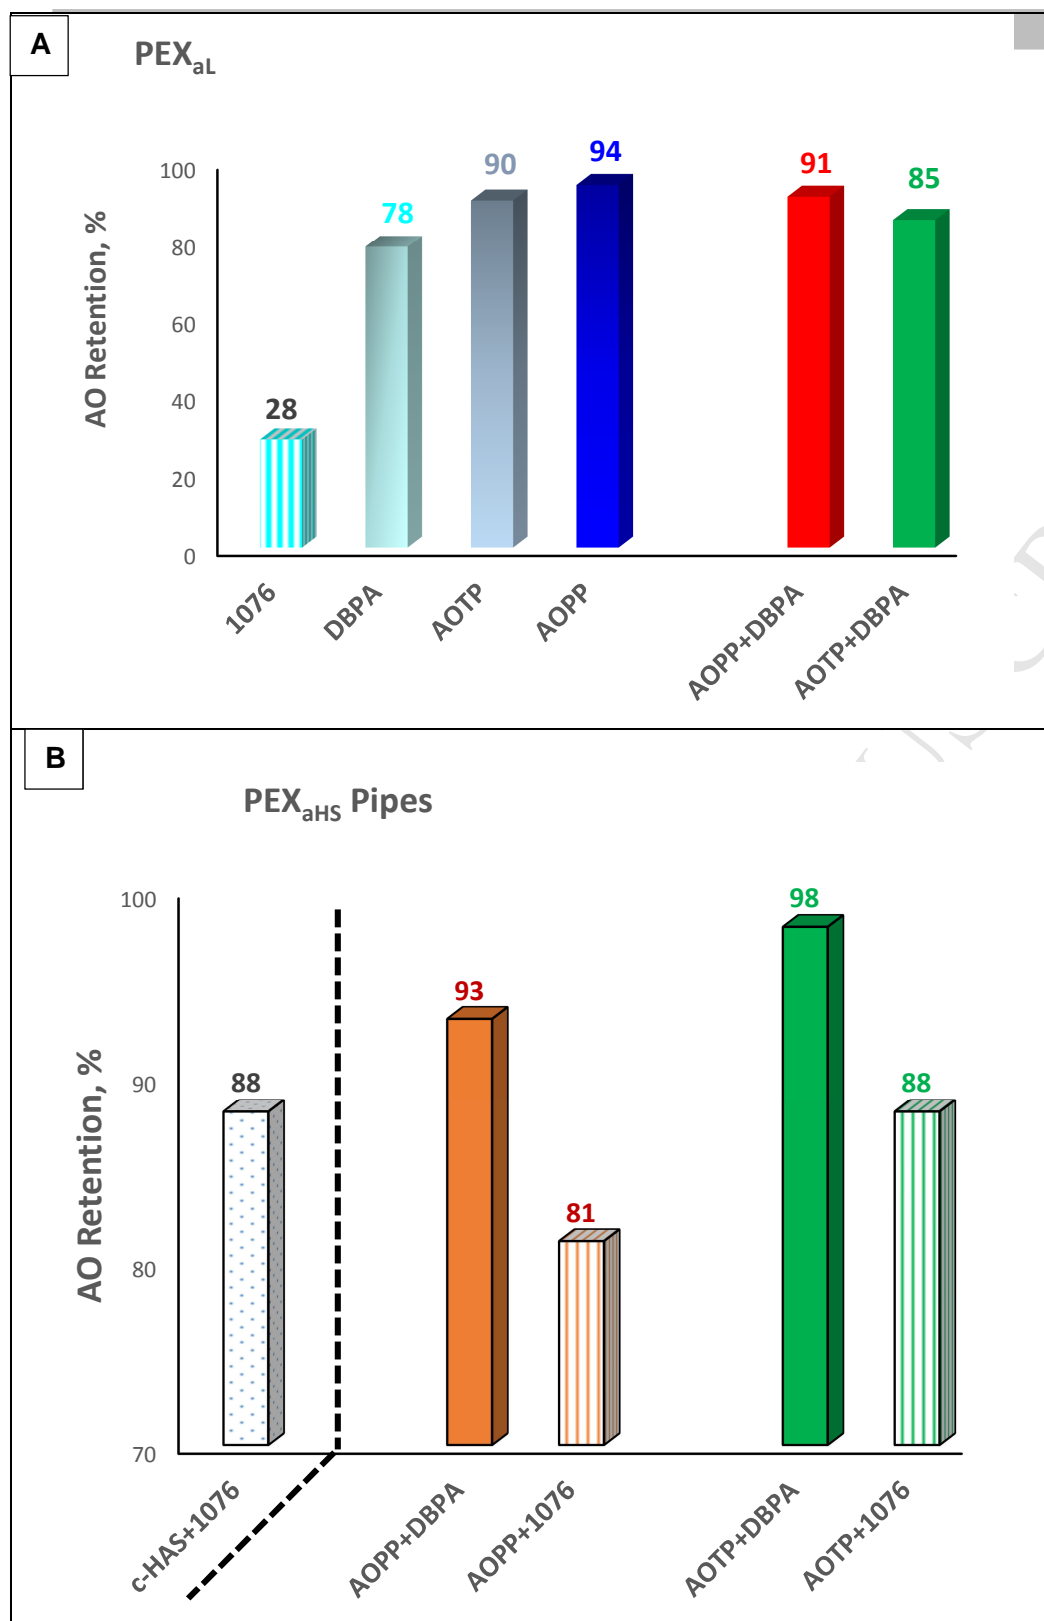 A
PEXaL
AO Retention, %
100
80
60
40
20
0
28
78
90
94
91
85
1076
DBPA
AOTP
AOPP
AOPP+DBPA
AOTP+DBPA
B
PEXaHS Pipes
AO Retention, %
100
90
80
70
88
93
81
98
88
c-HAS+1076
AOPP+DBPA
AOPP+1076
AOTP+DBPA
AOTP+1076